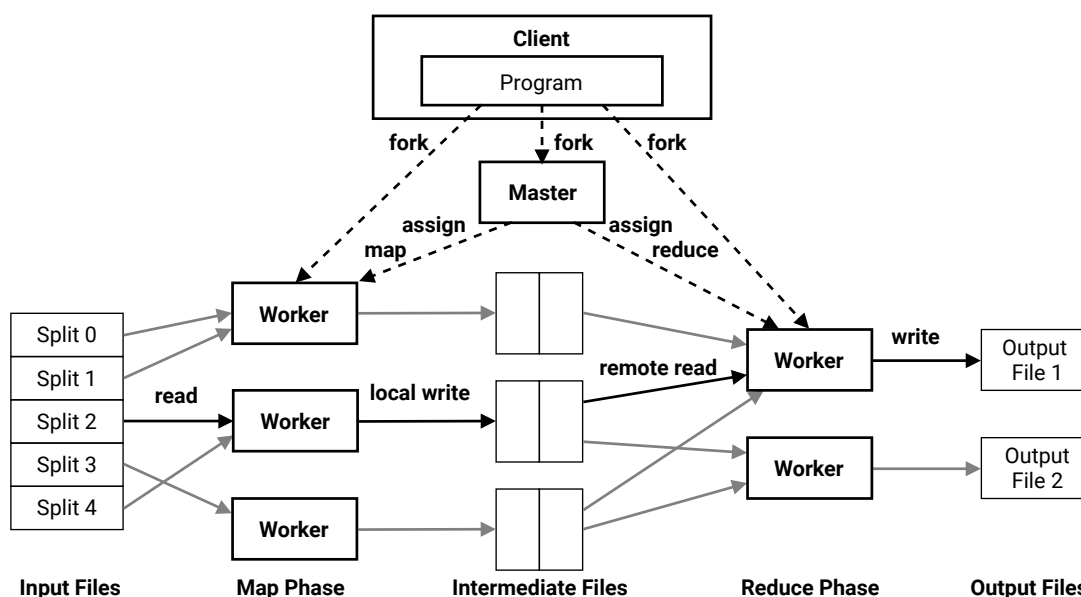 Client
Program
fork
fork
fork
Master
assign
map
assign
reduce
Split 0
Split 1
Split 2
Split 3
Split 4
read
Worker
Worker
Worker
local write
remote read
Worker
Worker
write
Output
File 1
Output
File 2
Input Files
Map Phase
Intermediate Files
Reduce Phase
Output Files